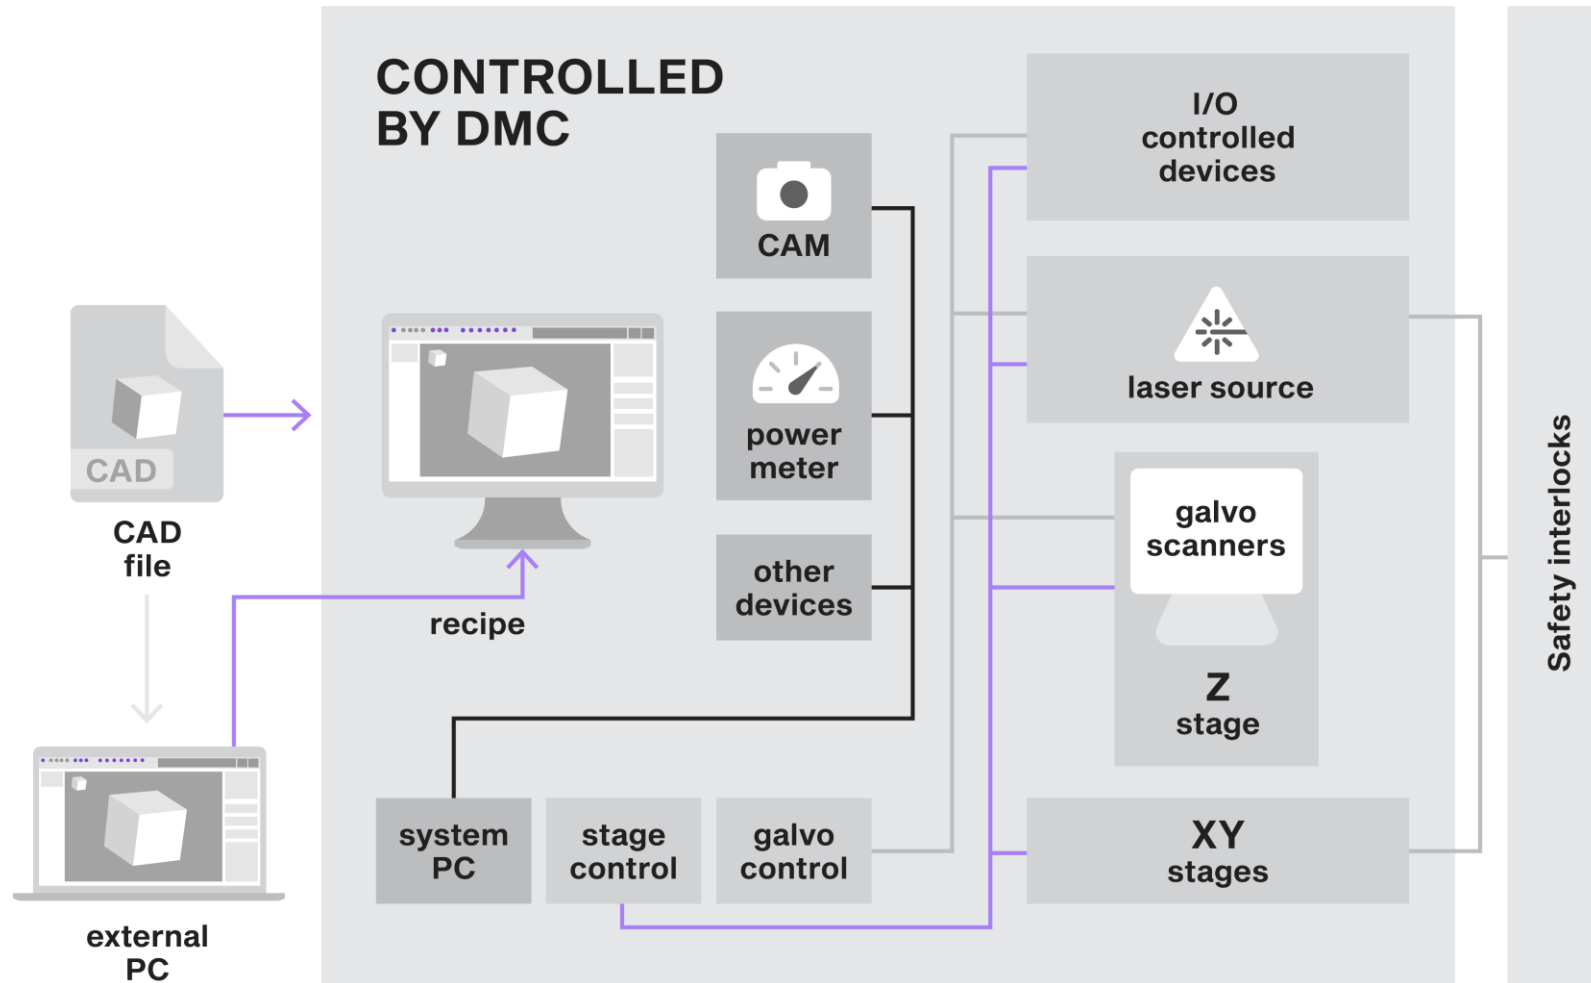 CONTROLLED
BY DMC
CAM
power
meter
other
devices
I/O
controlled
devices
laser source
galvo
scanners
Z
stage
XY
stages
Safety interlocks
CAD
CAD
file
recipe
external
PC
system
PC
stage
control
galvo
control